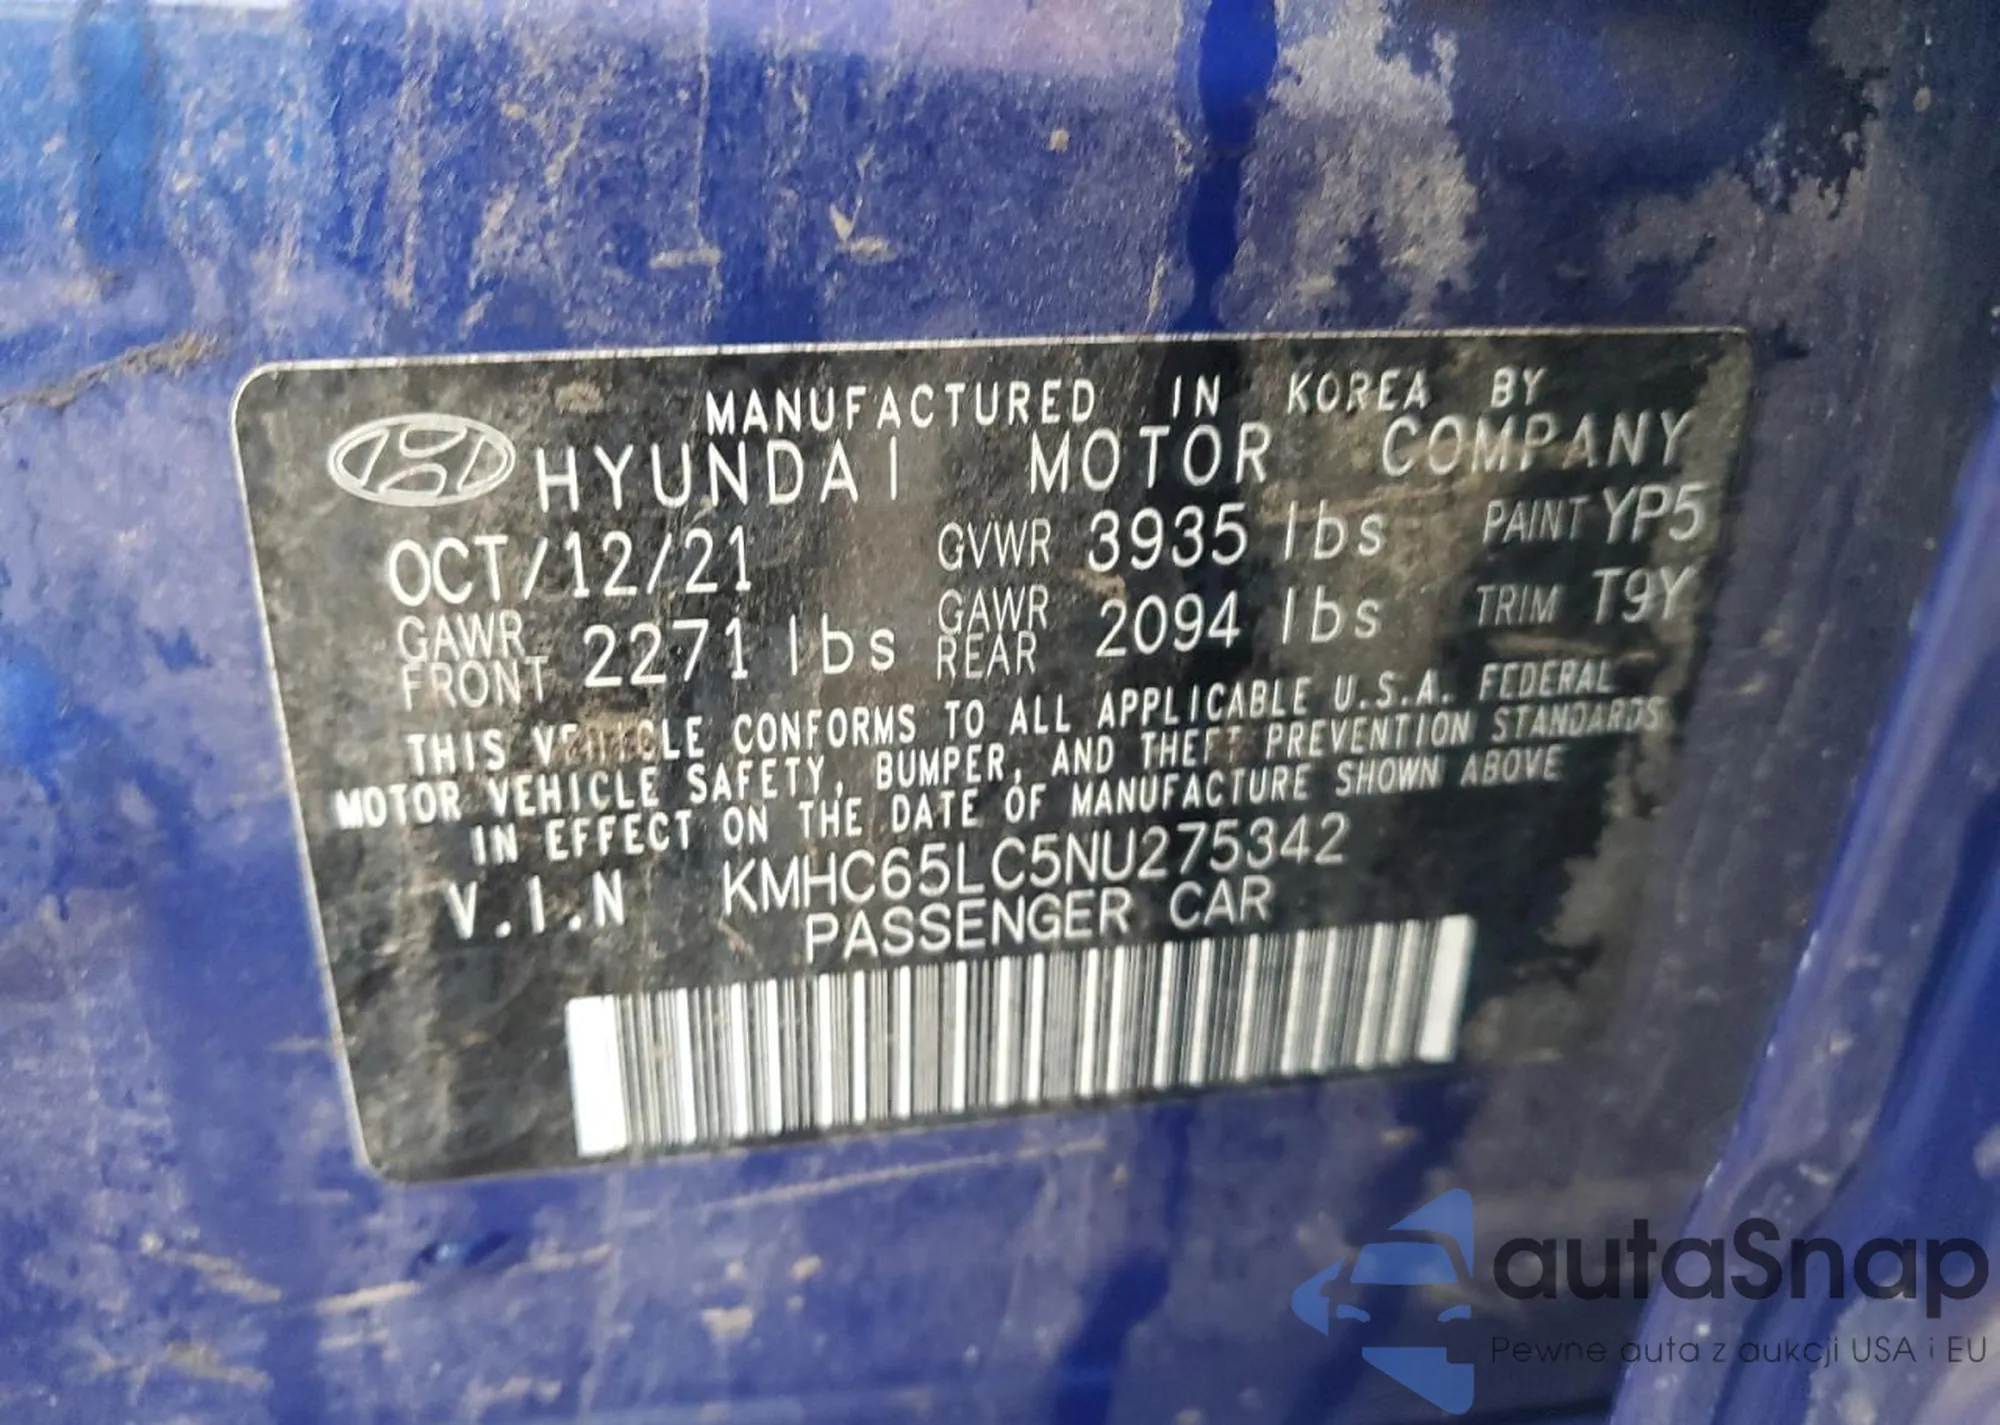 MANUFACTURED IN KOREA BY
HYUNDAI MOTOR COMPANY
OCT/12/21 GVWR 3935 lbs PAINT YP5
GAWR FRONT 2271 lbs GAWR REAR 2094 lbs TRIM T9Y
THIS VEHICLE CONFORMS TO ALL APPLICABLE U.S.A. FEDERAL
MOTOR VEHICLE SAFETY, BUMPER, AND THEFT PREVENTION STANDARDS
IN EFFECT ON THE DATE OF MANUFACTURE SHOWN ABOVE
V.I.N KMHC65LC5NU275342
PASSENGER CAR
autaSnap
Pewne auta z aukcji USA i EU